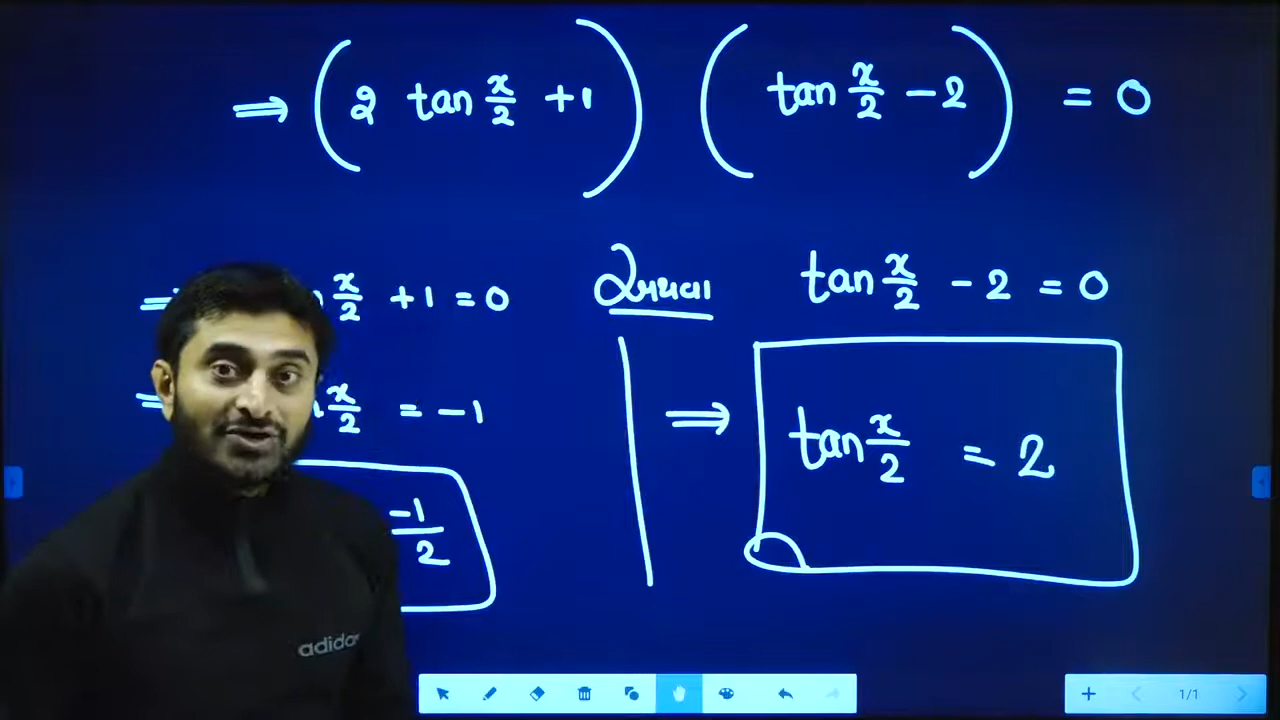 ⇒ (2 tan x/2 + 1) (tan x/2 - 2) = 0
x/2 + 1 = 0 અથવા tan x/2 - 2 = 0
x/2 = -1
⇒ tan x/2 = 2
-1/2
adidas
1/1